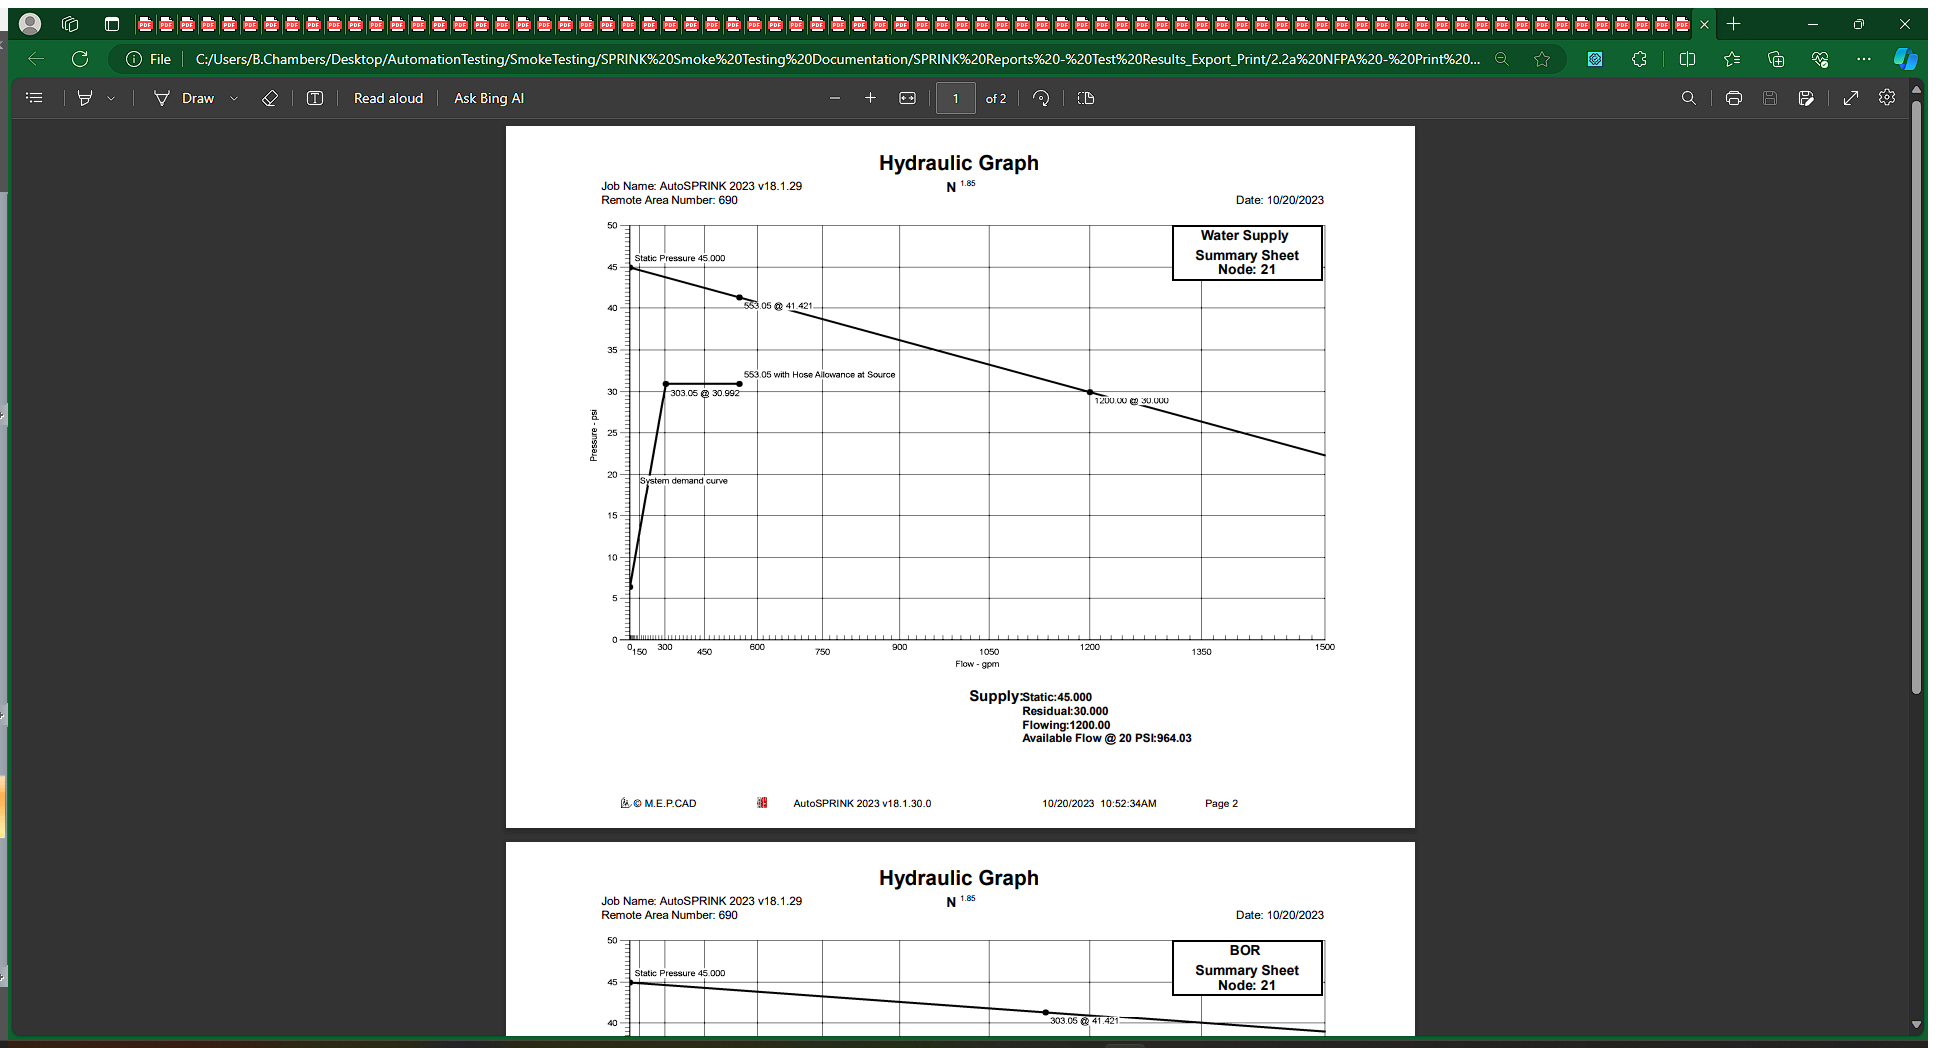 File
C:/Users/B.Chambers/Desktop/AutomationTesting/SmokeTesting/SPRINK%20Smoke%20Testing%20Documentation/SPRINK%20Reports%20-%20Test%20Results_Export_Print/2.2a%20NFPA%20-%20Print%20...
Draw
Read aloud
Ask Bing AI
1 of 2
Hydraulic Graph
N 1.85
Job Name: AutoSPRINK 2023 v18.1.29
Remote Area Number: 690
Date: 10/20/2023
Water Supply
Summary Sheet
Node: 21
50
Static Pressure 45.000
45
553.05 @ 41.421
40
35
553.05 with Hose Allowance at Source
30
303.05 @ 30.992
1200.00 @ 30.000
Pressure - psi
25
20
System demand curve
15
10
5
0
0 150 300 450 600 750 900 1050 1200 1350 1500
Flow - gpm
Supply:Static:45.000
Residual:30.000
Flowing:1200.00
Available Flow @ 20 PSI:964.03
© M.E.P.CAD AutoSPRINK 2023 v18.1.30.0 10/20/2023 10:52:34AM Page 2
Hydraulic Graph
N 1.85
Job Name: AutoSPRINK 2023 v18.1.29
Remote Area Number: 690
Date: 10/20/2023
BOR
Summary Sheet
Node: 21
50
Static Pressure 45.000
45
303.05 @ 41.421
40